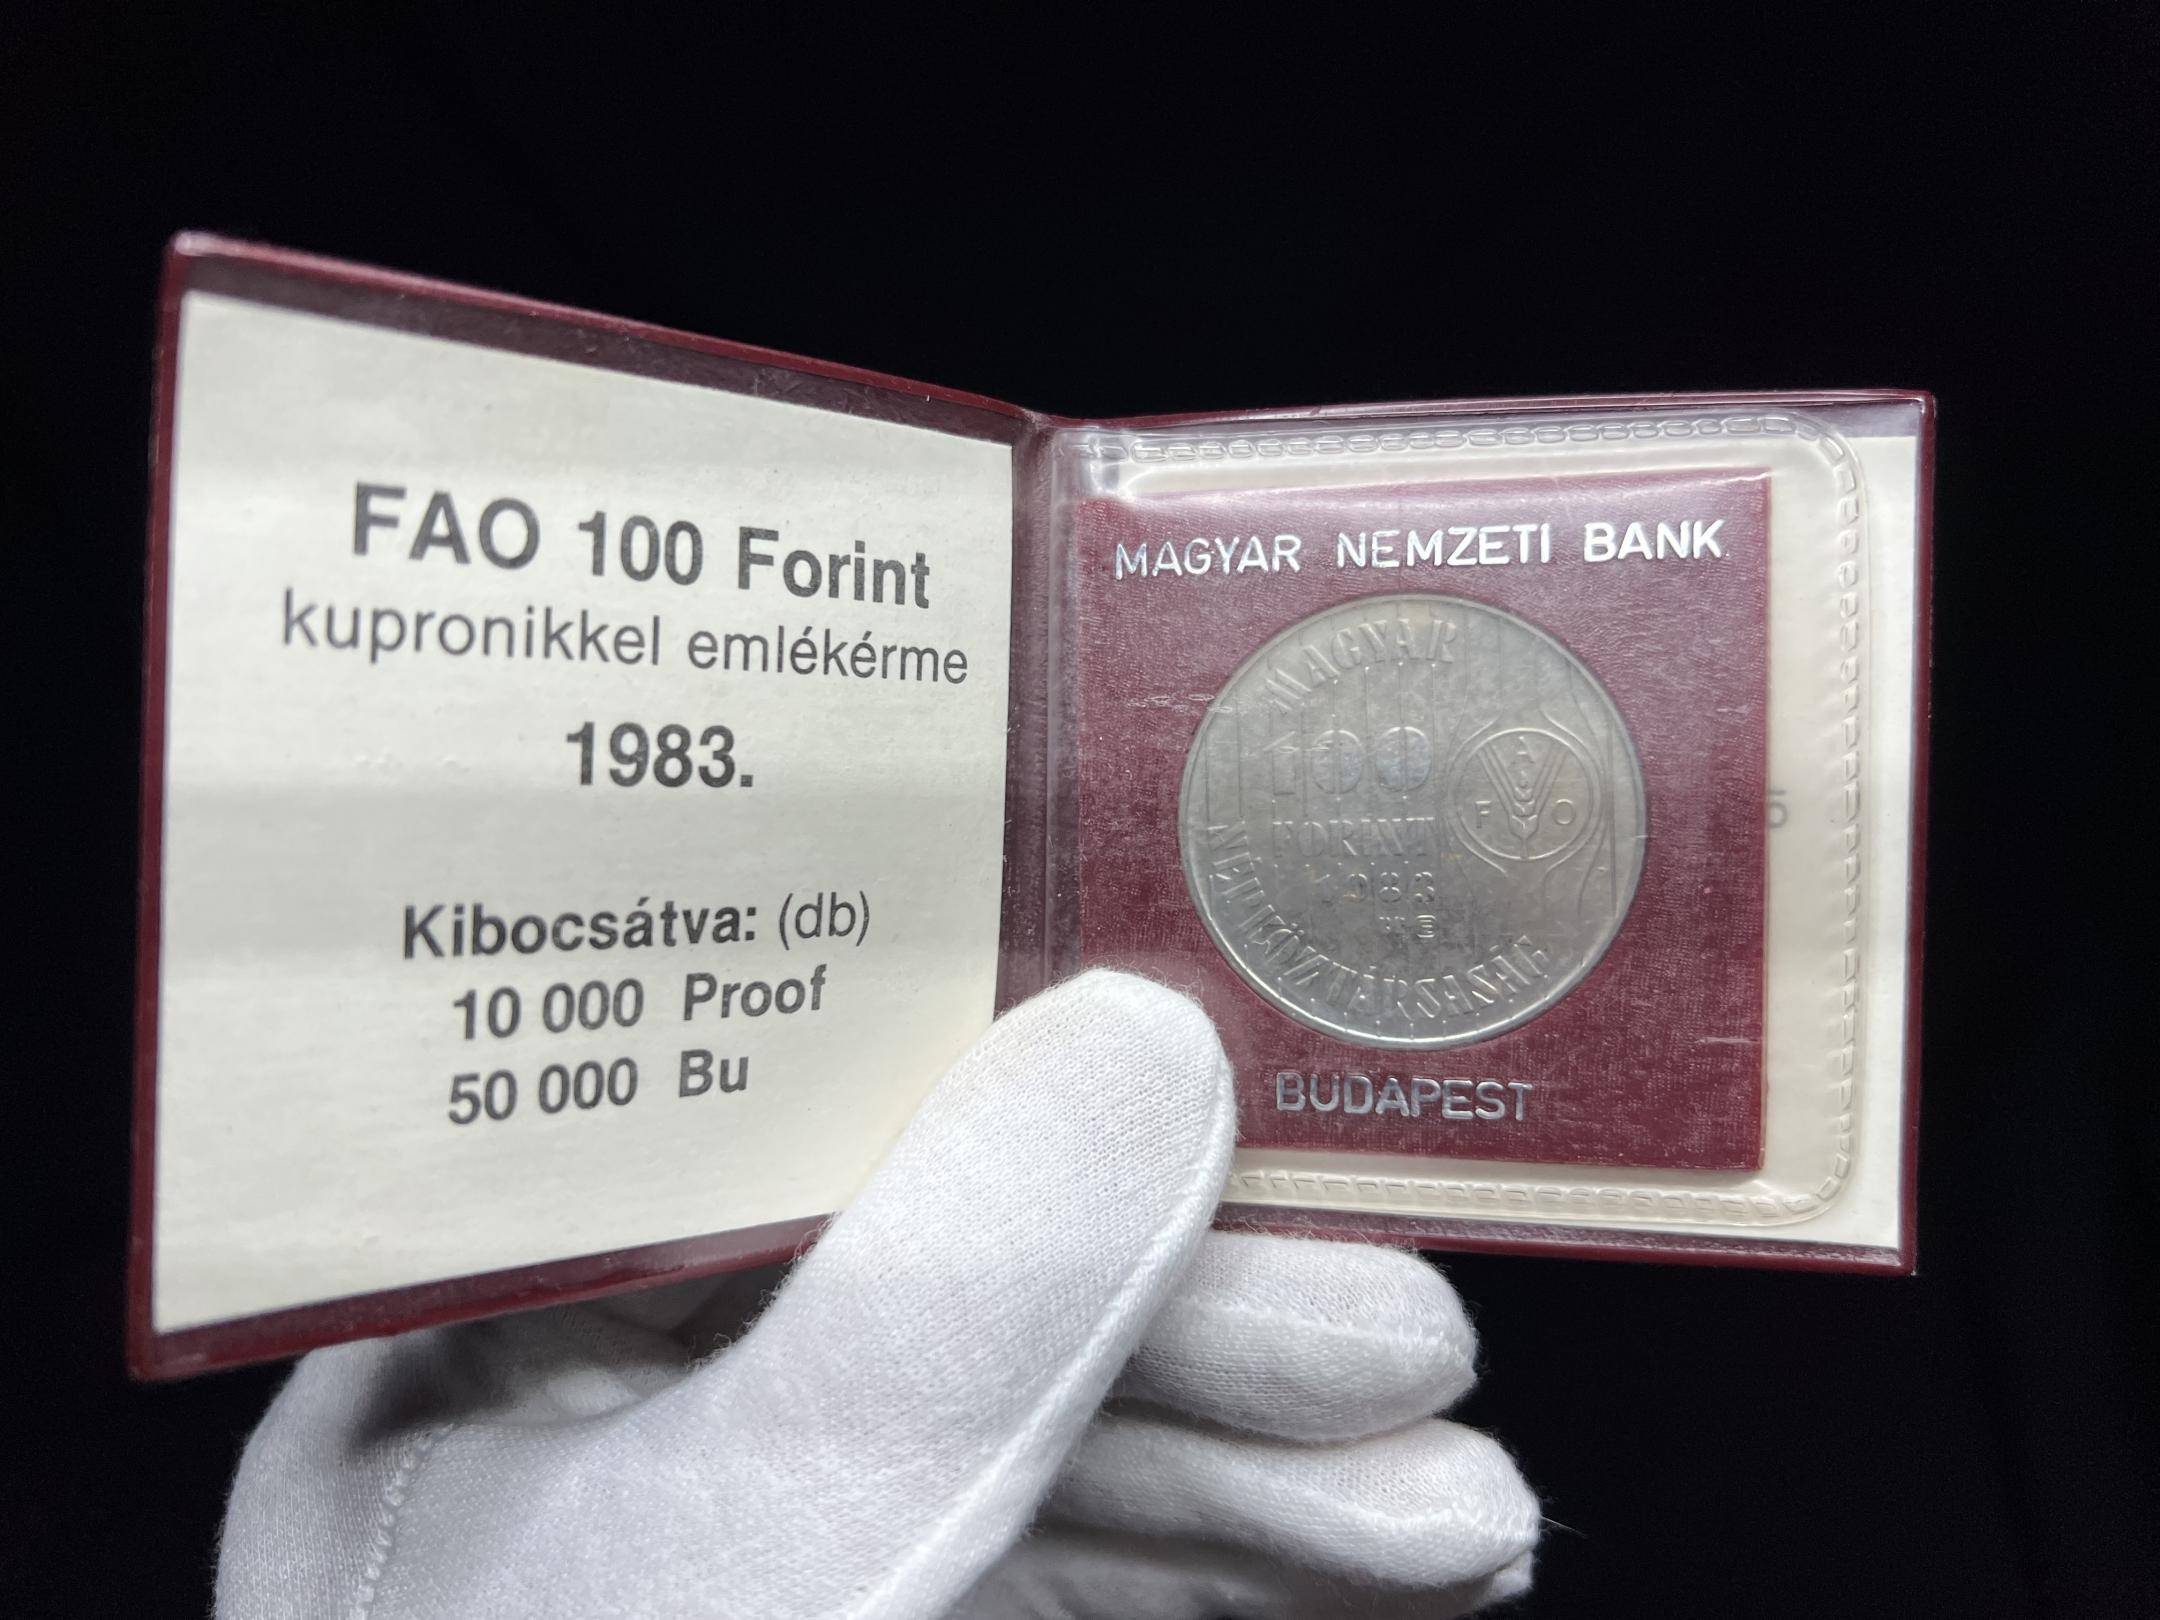 FAO 100 Forint
kupronikkel emlékérme
1983.
Kibocsátva: (db)
10 000 Proof
50 000 Bu
MAGYAR NEMZETI BANK
MAGYAR
100
FORINT
1983
NÉPKÖZTÁRSASÁG
F A O
BUDAPEST